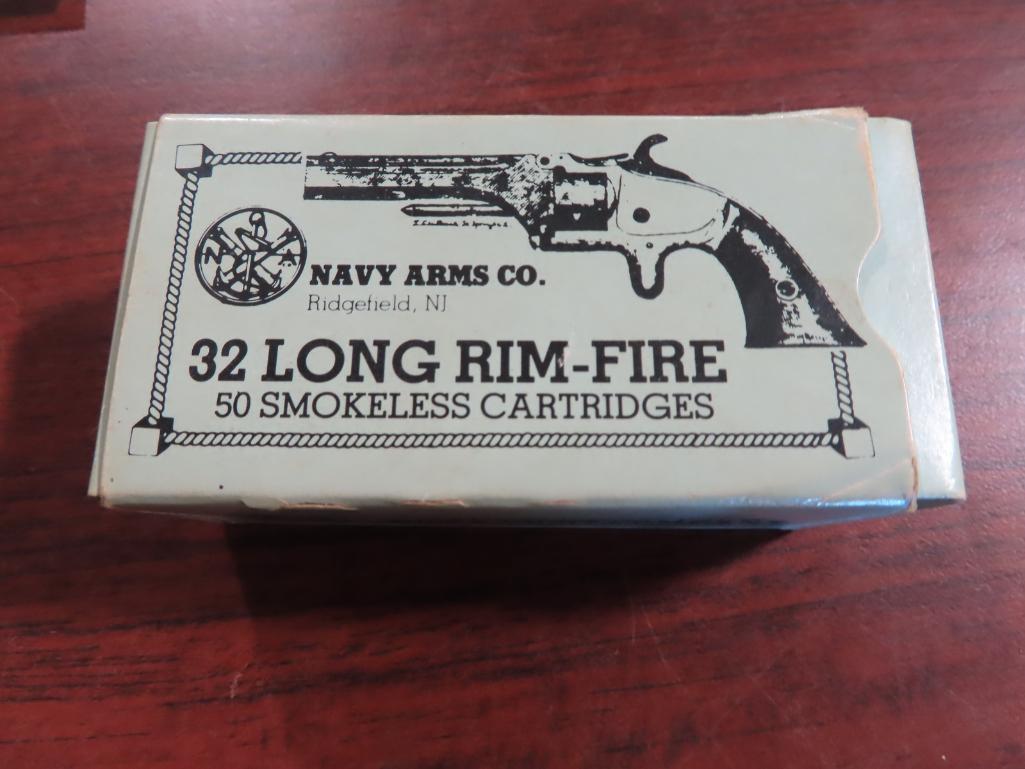 N A
NAVY ARMS CO.
Ridgefield, NJ
32 LONG RIM-FIRE
50 SMOKELESS CARTRIDGES